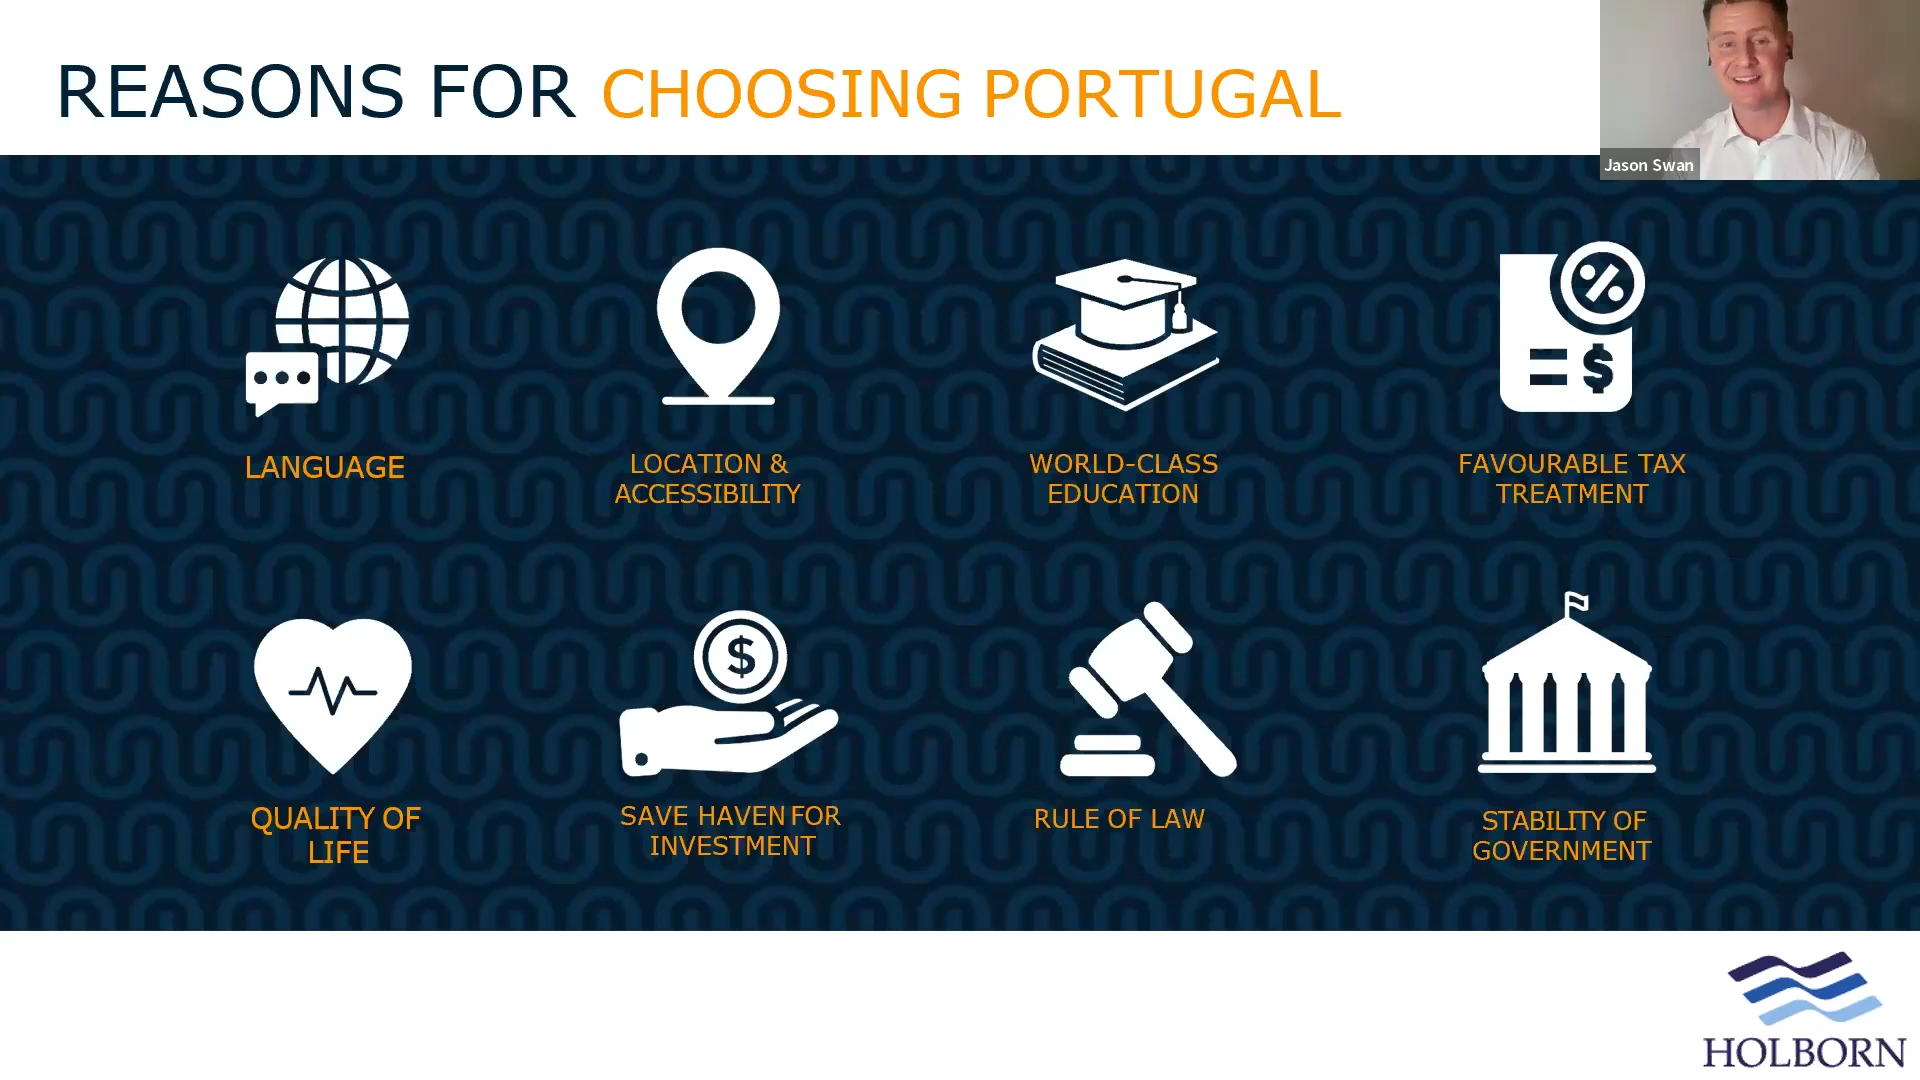 REASONS FOR CHOOSING PORTUGAL
Jason Swan
LANGUAGE
LOCATION &
ACCESSIBILITY
WORLD-CLASS
EDUCATION
FAVOURABLE TAX
TREATMENT
QUALITY OF
LIFE
SAVE HAVEN FOR
INVESTMENT
RULE OF LAW
STABILITY OF
GOVERNMENT
HOLBORN